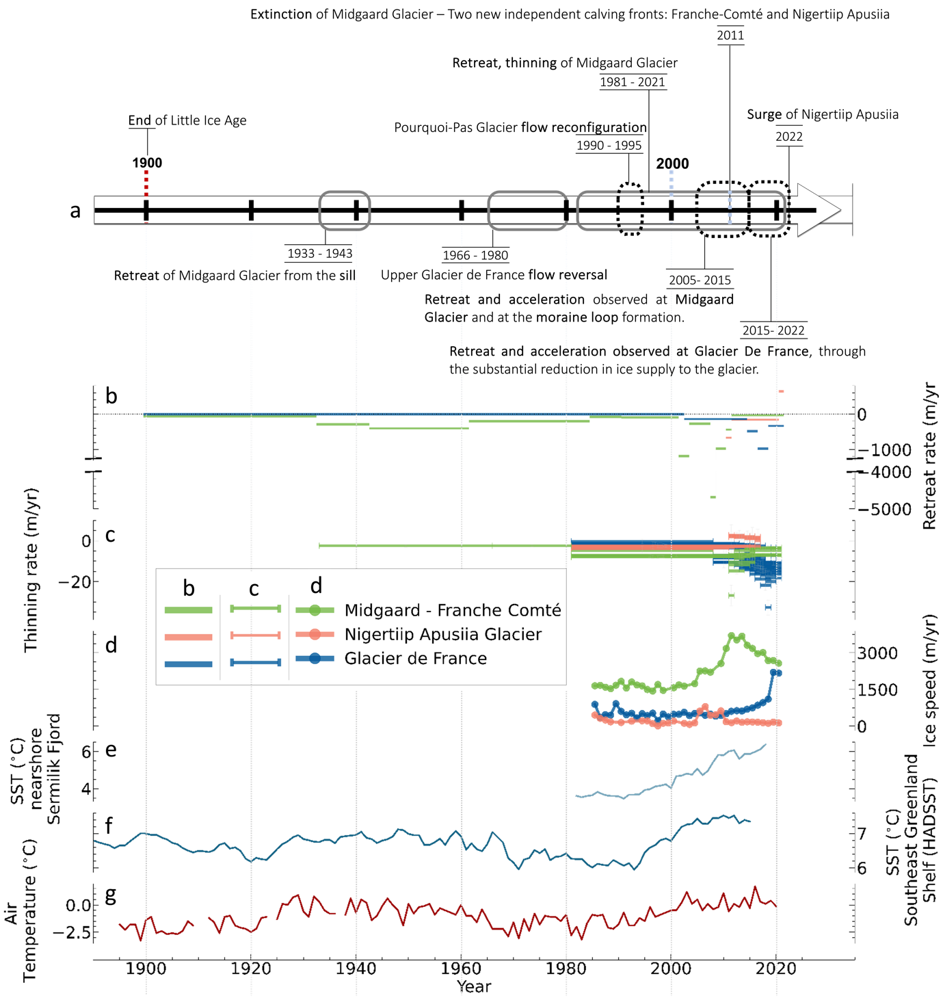 Extinction of Midgaard Glacier – Two new independent calving fronts: Franche-Comté and Nigertiip Apusiia
2011
Retreat, thinning of Midgaard Glacier
1981 - 2021
Surge of Nigertiip Apusiia
2022
End of Little Ice Age
Pourquoi-Pas Glacier flow reconfiguration
1990 - 1995
1900
2000
a
1933 - 1943
1966 - 1980
Retreat of Midgaard Glacier from the sill
Upper Glacier de France flow reversal
2005- 2015
Retreat and acceleration observed at Midgaard
Glacier and at the moraine loop formation.
2015- 2022
Retreat and acceleration observed at Glacier De France, through
the substantial reduction in ice supply to the glacier.
b
0
−1000
−4000
−5000
Retreat rate (m/yr)
c
0
−20
Thinning rate (m/yr)
b c d
Midgaard - Franche Comté
Nigertiip Apusiia Glacier
Glacier de France
d
3000
1500
0
Ice speed (m/yr)
e
6
4
SST (°C)
nearshore
Sermilik Fjord
f
7
6
SST (°C)
Southeast Greenland
Shelf (HADSST)
g
0.0
−2.5
Air
Temperature (°C)
1900 1920 1940 1960 1980 2000 2020
Year